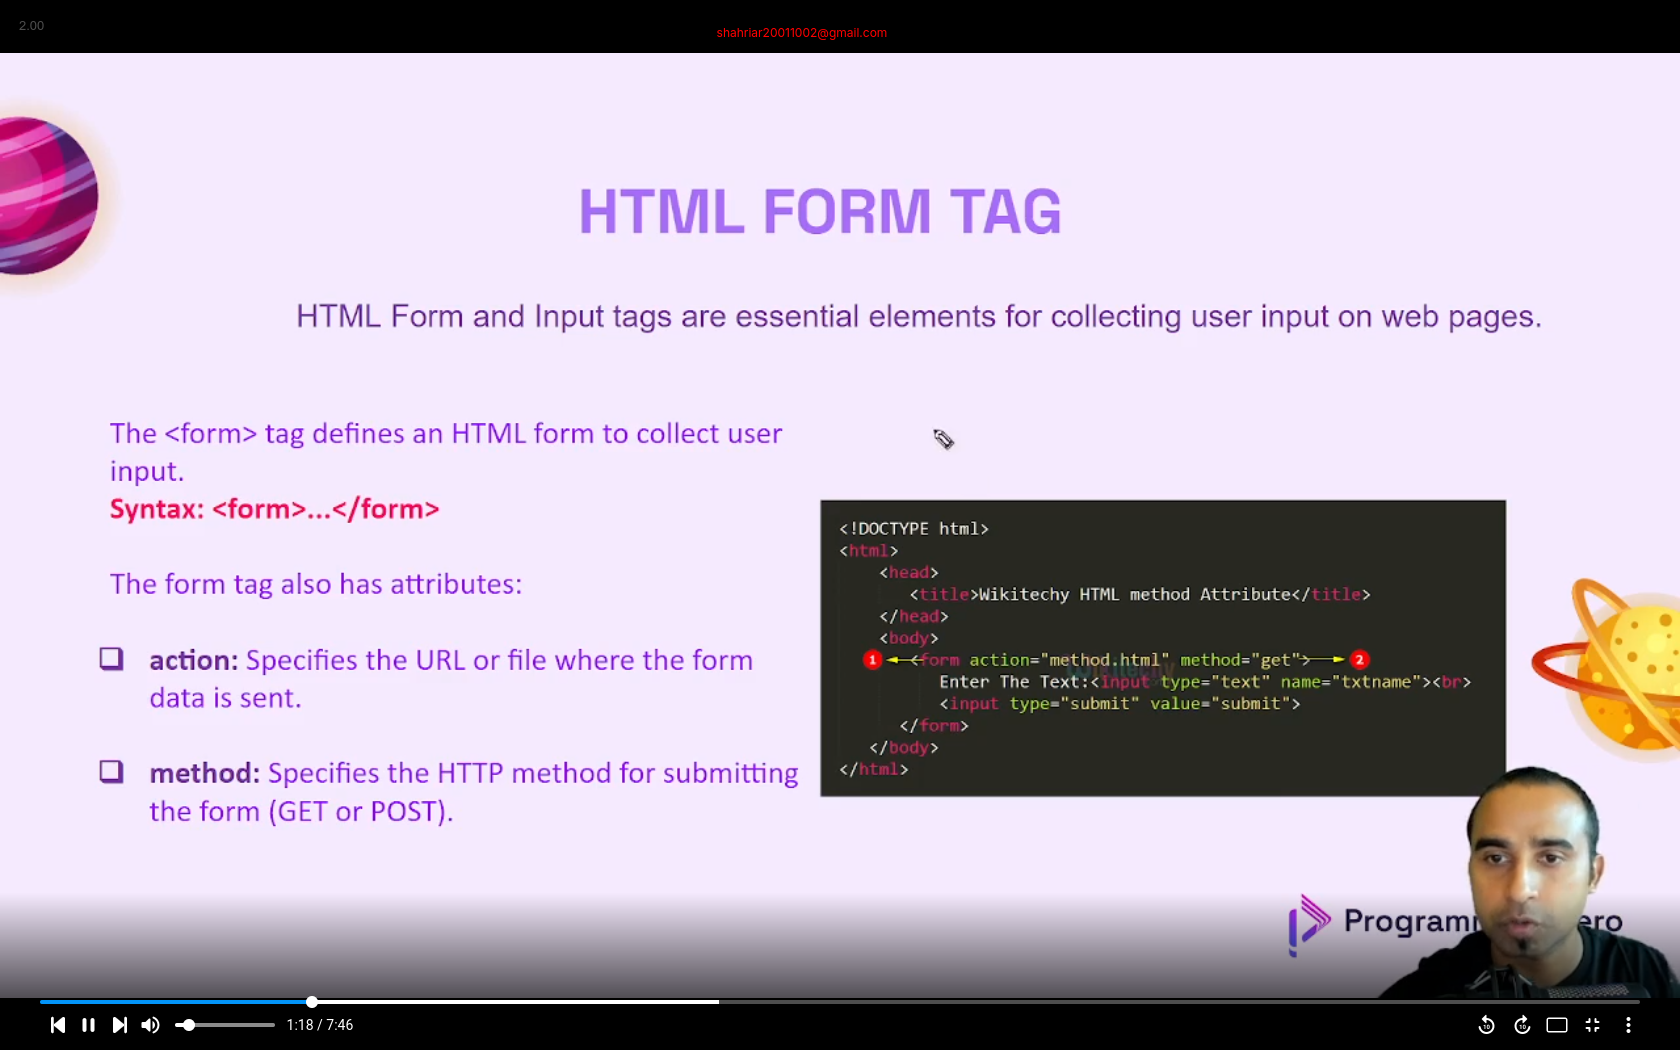 2.00
shahriar20011002@gmail.com
HTML FORM TAG
HTML Form and Input tags are essential elements for collecting user input on web pages.
The <form> tag defines an HTML form to collect user
input.
Syntax: <form>...</form>
The form tag also has attributes:
action: Specifies the URL or file where the form
data is sent.
method: Specifies the HTTP method for submitting
the form (GET or POST).
<!DOCTYPE html>
<html>
<head>
<title>Wikitechy HTML method Attribute</title>
</head>
<body>
1 <form action="method.html" method="get"> 2
Enter The Text:<input type="text" name="txtname"><br>
<input type="submit" value="submit">
</form>
</body>
</html>
1:18 / 7:46
10 10